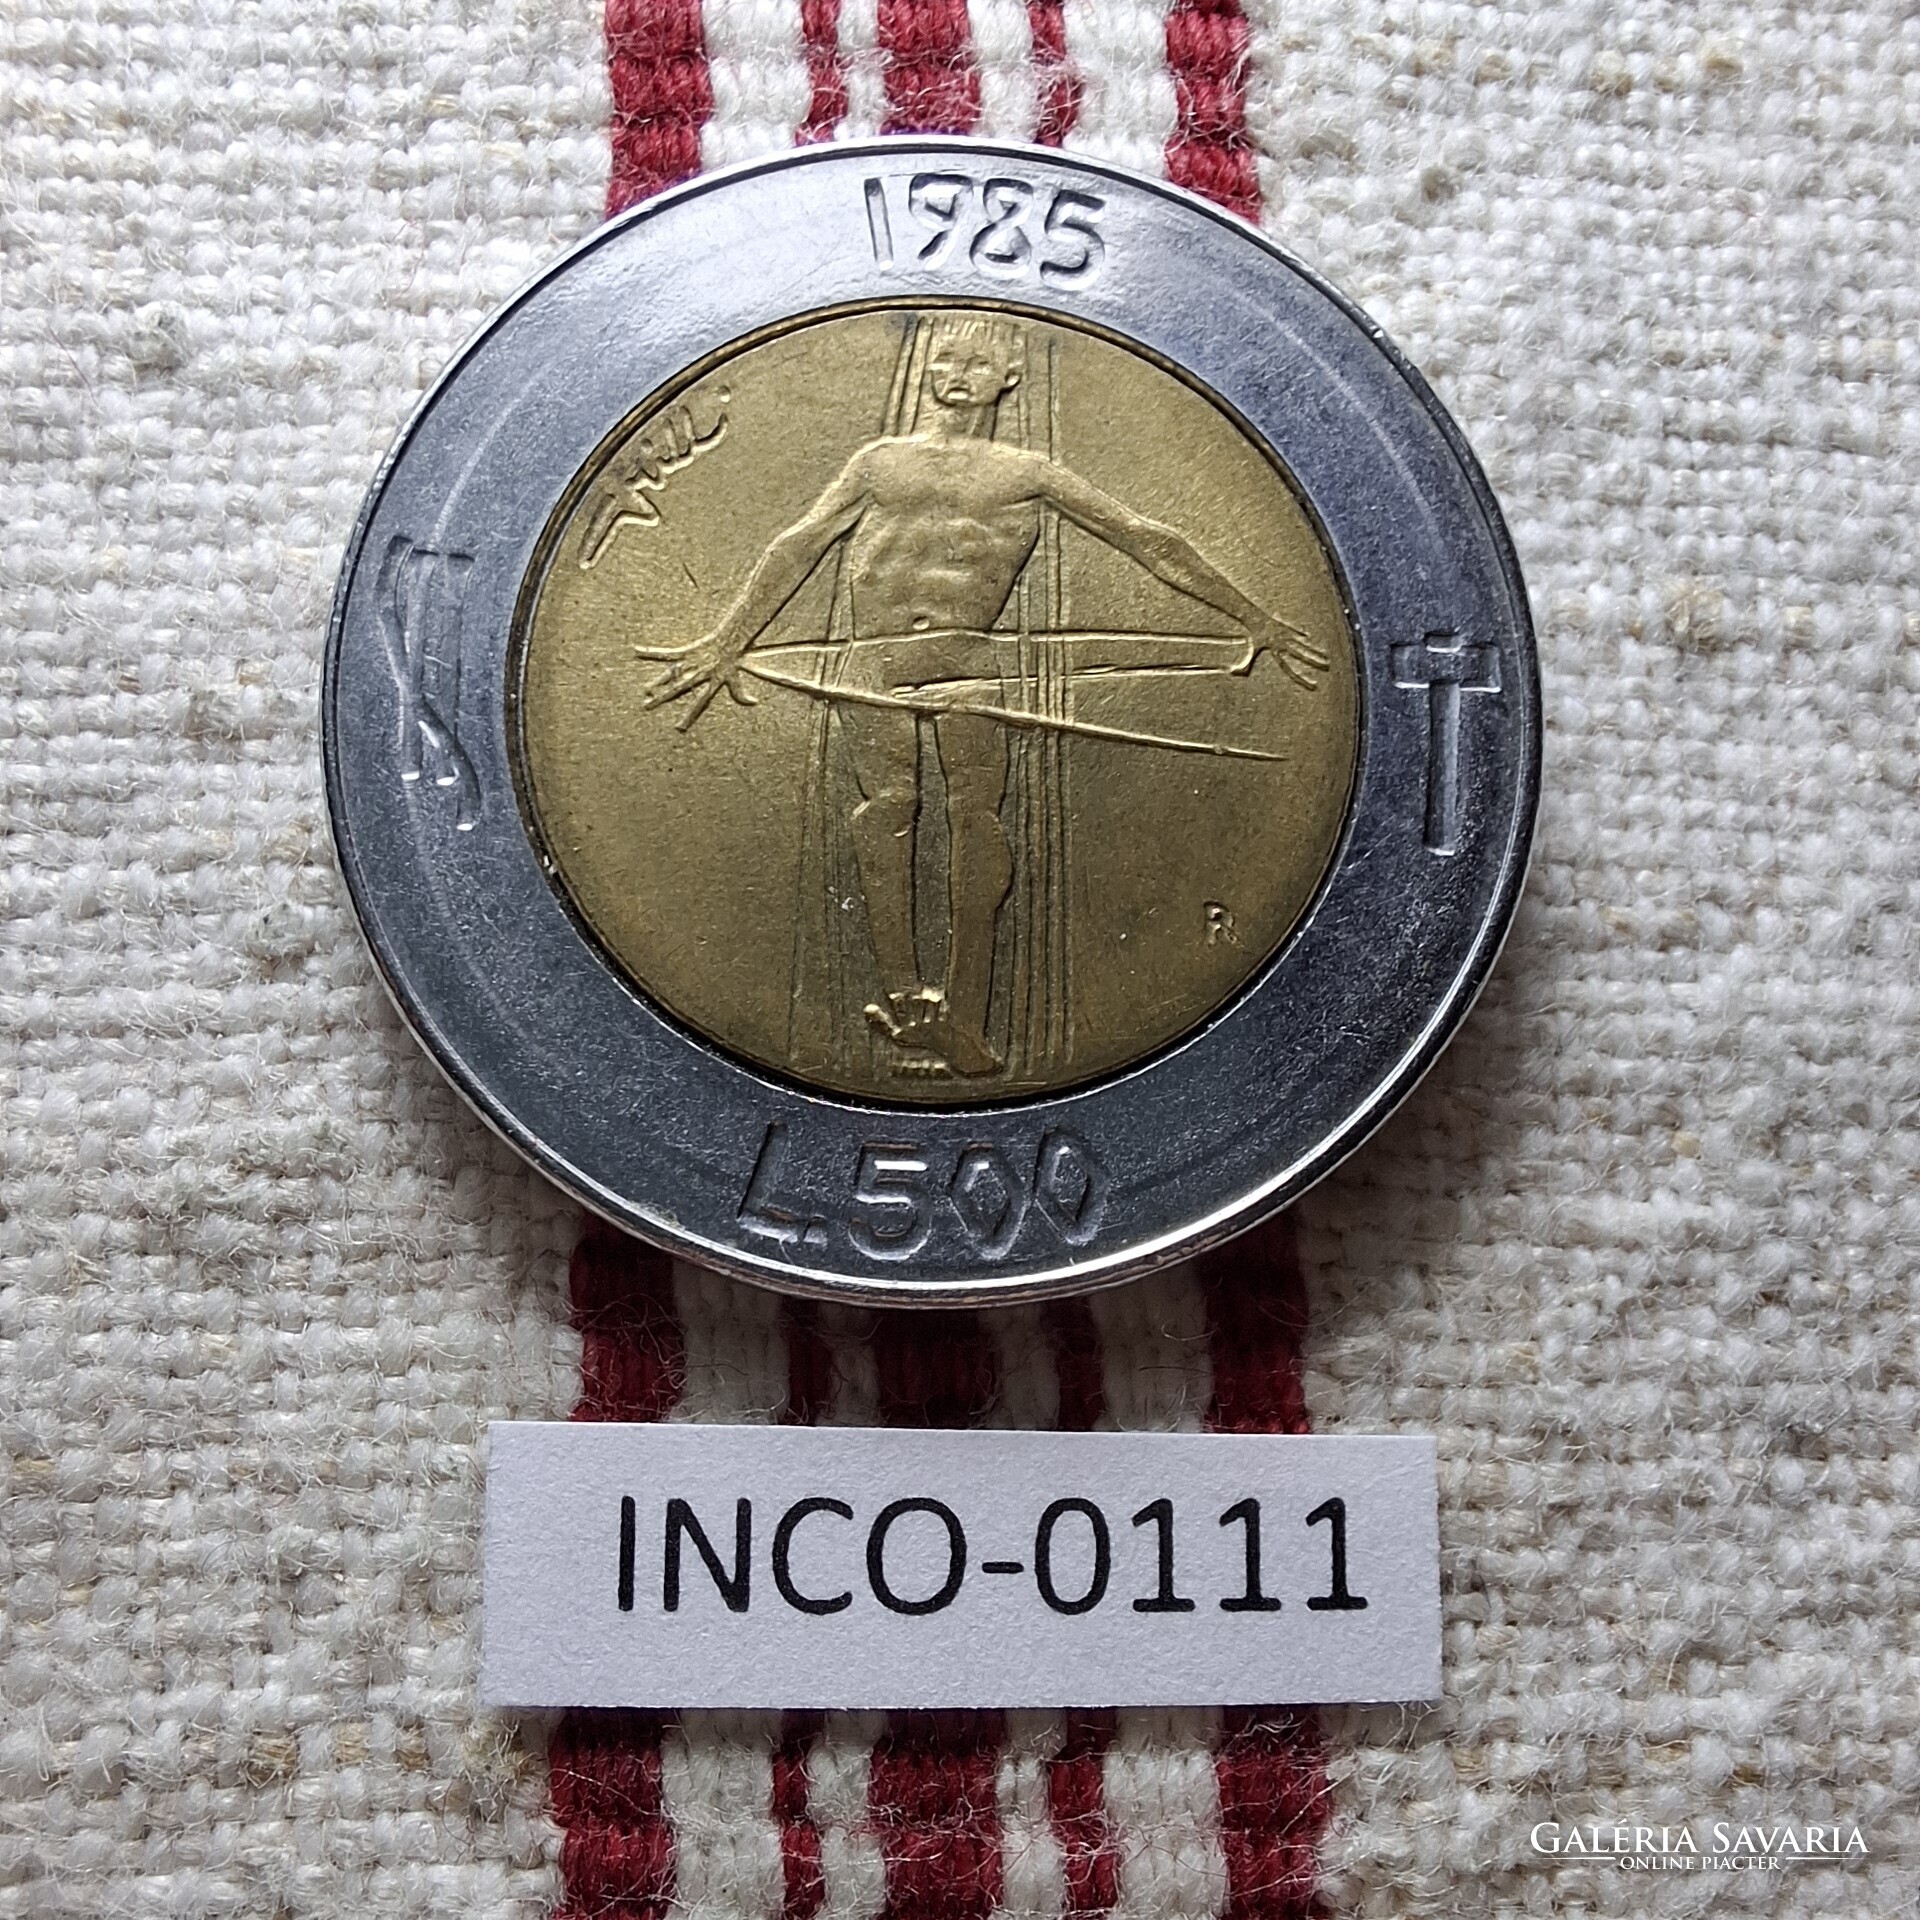 1985
R
L.500
INCO-0111
GALÉRIA SAVARIA
ONLINE PIACTÉR